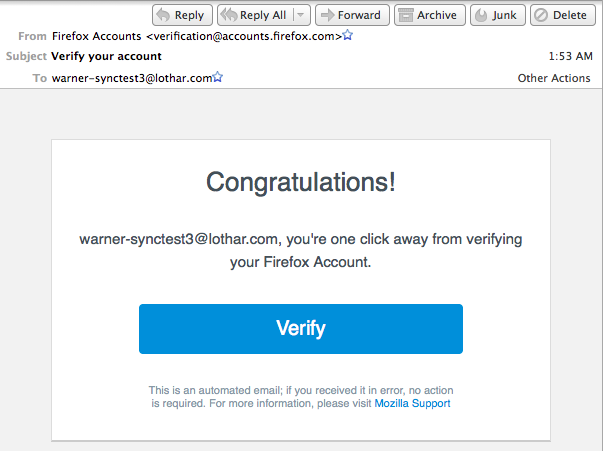 Reply Reply All Forward Archive Junk Delete
From Firefox Accounts <verification@accounts.firefox.com>
Subject Verify your account 1:53 AM
To warner-synctest3@lothar.com Other Actions
Congratulations!
warner-synctest3@lothar.com, you're one click away from verifying
your Firefox Account.
Verify
This is an automated email; if you received it in error, no action
is required. For more information, please visit Mozilla Support